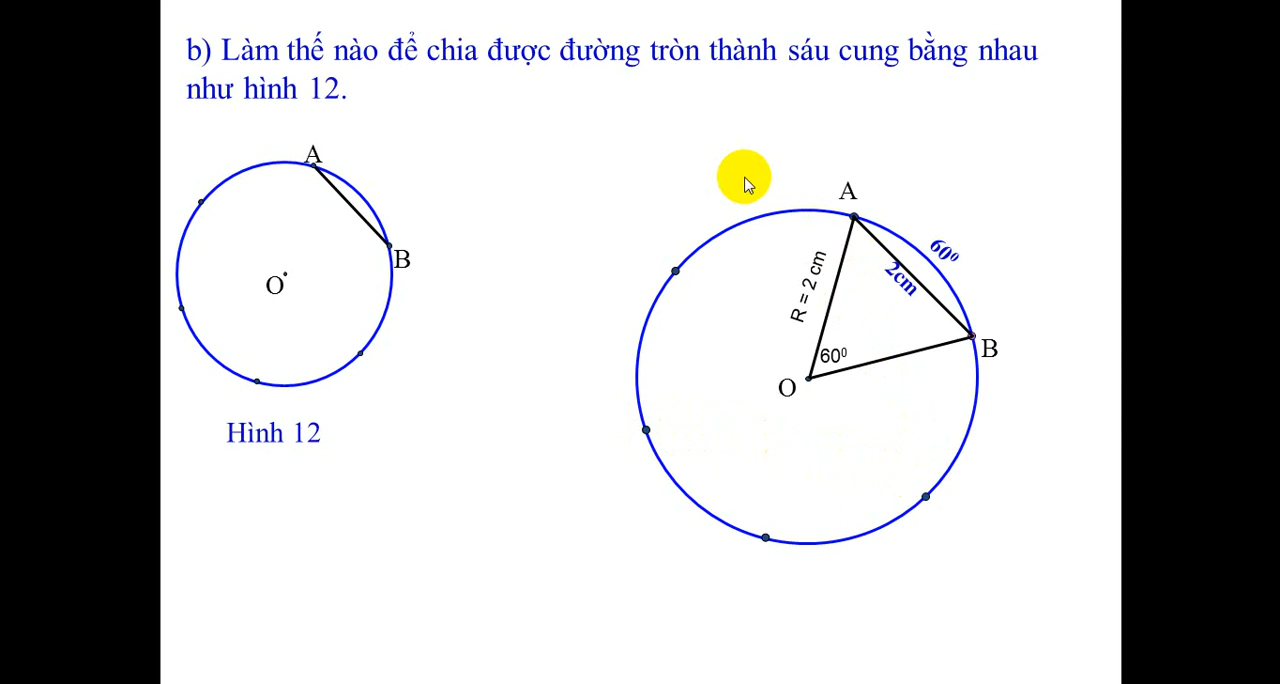 b) Làm thế nào để chia được đường tròn thành sáu cung bằng nhau
như hình 12.
A
B
O
Hình 12
A
60⁰
2cm
R = 2 cm
60⁰
B
O